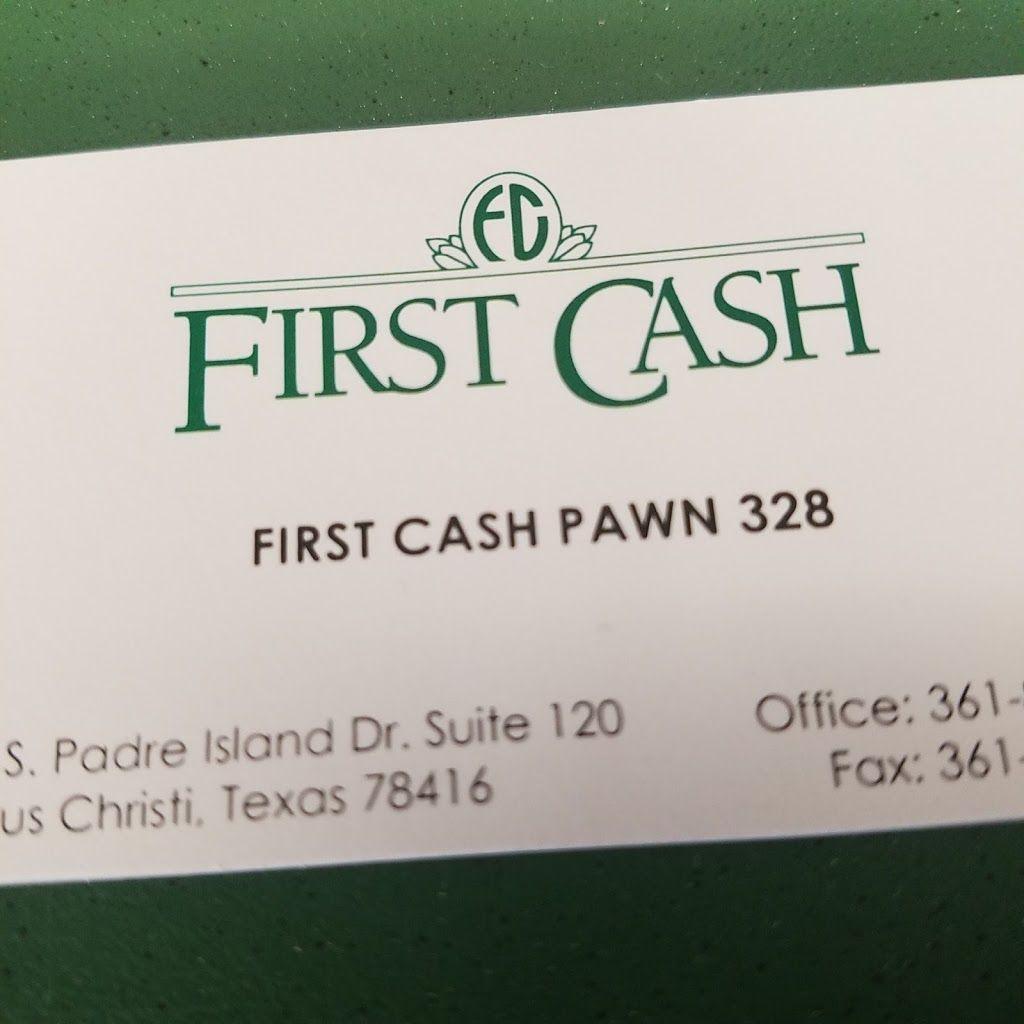 FC
FIRST CASH
FIRST CASH PAWN 328
S. Padre Island Dr. Suite 120
us Christi, Texas 78416
Office: 361-
Fax: 361-